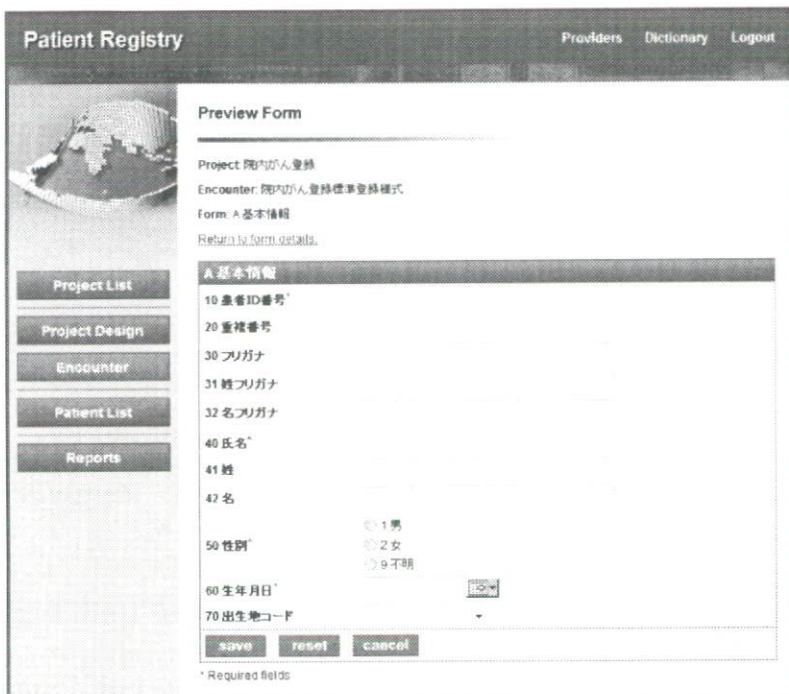 Patient Registry
Providers Dictionary Logout
Preview Form
Project: 院内がん登録
Encounter: 院内がん登録標準登録様式
Form: A 基本情報
Return to form details.
Project List
Project Design
Encounter
Patient List
Reports
A 基本情報
10 患者ID番号*
20 重複番号
30 フリガナ
31 姓フリガナ
32 名フリガナ
40 氏名*
41 姓
42 名
50 性別*
1 男
2 女
9 不明
60 生年月日*
70 出生地コード
save reset cancel
* Required fields